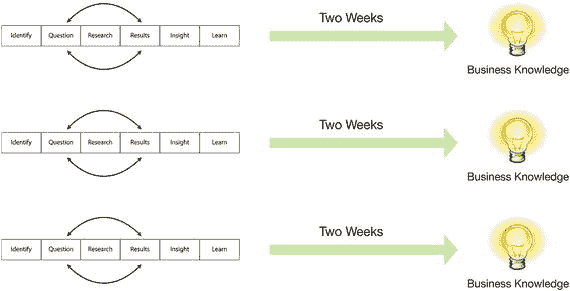 Two Weeks
Identify Question Research Results Insight Learn
Business Knowledge
Two Weeks
Identify Question Research Results Insight Learn
Business Knowledge
Two Weeks
Identify Question Research Results Insight Learn
Business Knowledge